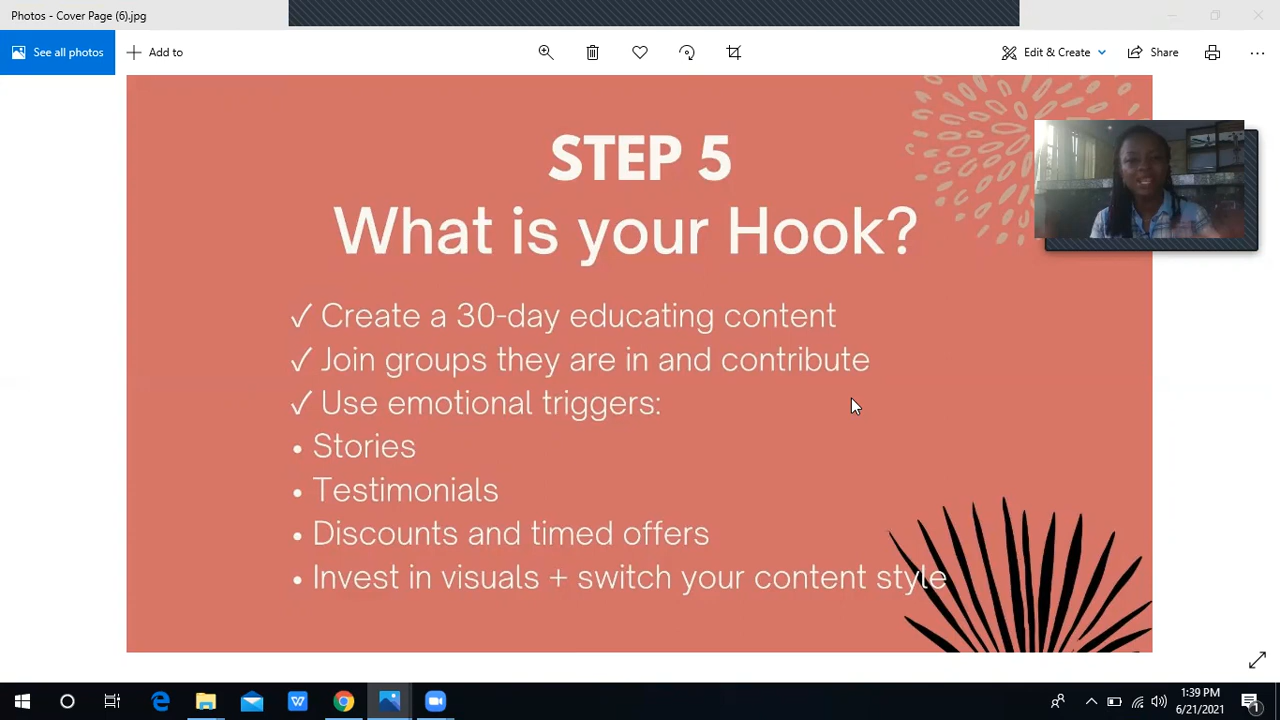 Photos - Cover Page (6).jpg
See all photos
Add to
Edit & Create
Share
STEP 5
What is your Hook?
✓ Create a 30-day educating content
✓ Join groups they are in and contribute
✓ Use emotional triggers:
• Stories
• Testimonials
• Discounts and timed offers
• Invest in visuals + switch your content style
1:39 PM
6/21/2021
1